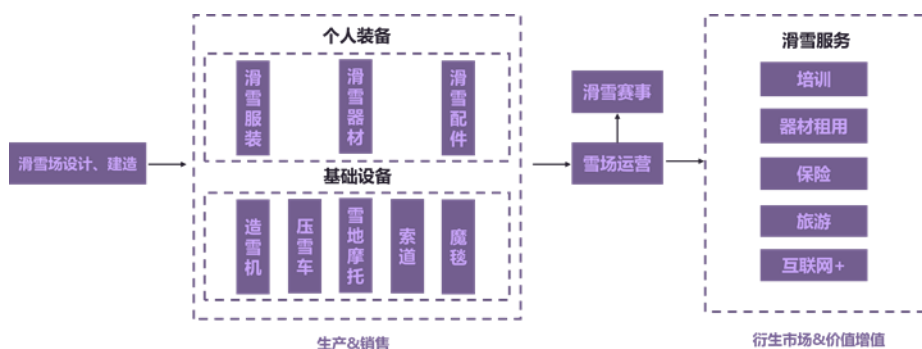 滑雪场设计、建造
个人装备
滑雪服装
滑雪器材
滑雪配件
基础设备
造雪机
压雪车
雪地摩托
索道
魔毯
生产&销售
滑雪赛事
雪场运营
滑雪服务
培训
器材租用
保险
旅游
互联网+
衍生市场&价值增值